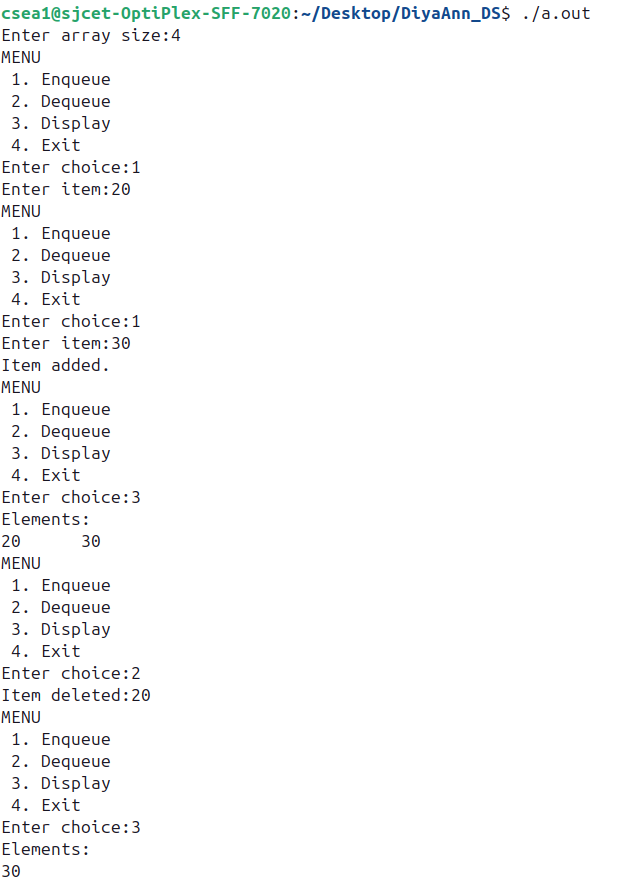 csea1@sjcet-OptiPlex-SFF-7020:~/Desktop/DiyaAnn_DS$ ./a.out
Enter array size:4
MENU
 1. Enqueue
 2. Dequeue
 3. Display
 4. Exit
Enter choice:1
Enter item:20
MENU
 1. Enqueue
 2. Dequeue
 3. Display
 4. Exit
Enter choice:1
Enter item:30
Item added.
MENU
 1. Enqueue
 2. Dequeue
 3. Display
 4. Exit
Enter choice:3
Elements:
20      30
MENU
 1. Enqueue
 2. Dequeue
 3. Display
 4. Exit
Enter choice:2
Item deleted:20
MENU
 1. Enqueue
 2. Dequeue
 3. Display
 4. Exit
Enter choice:3
Elements:
30